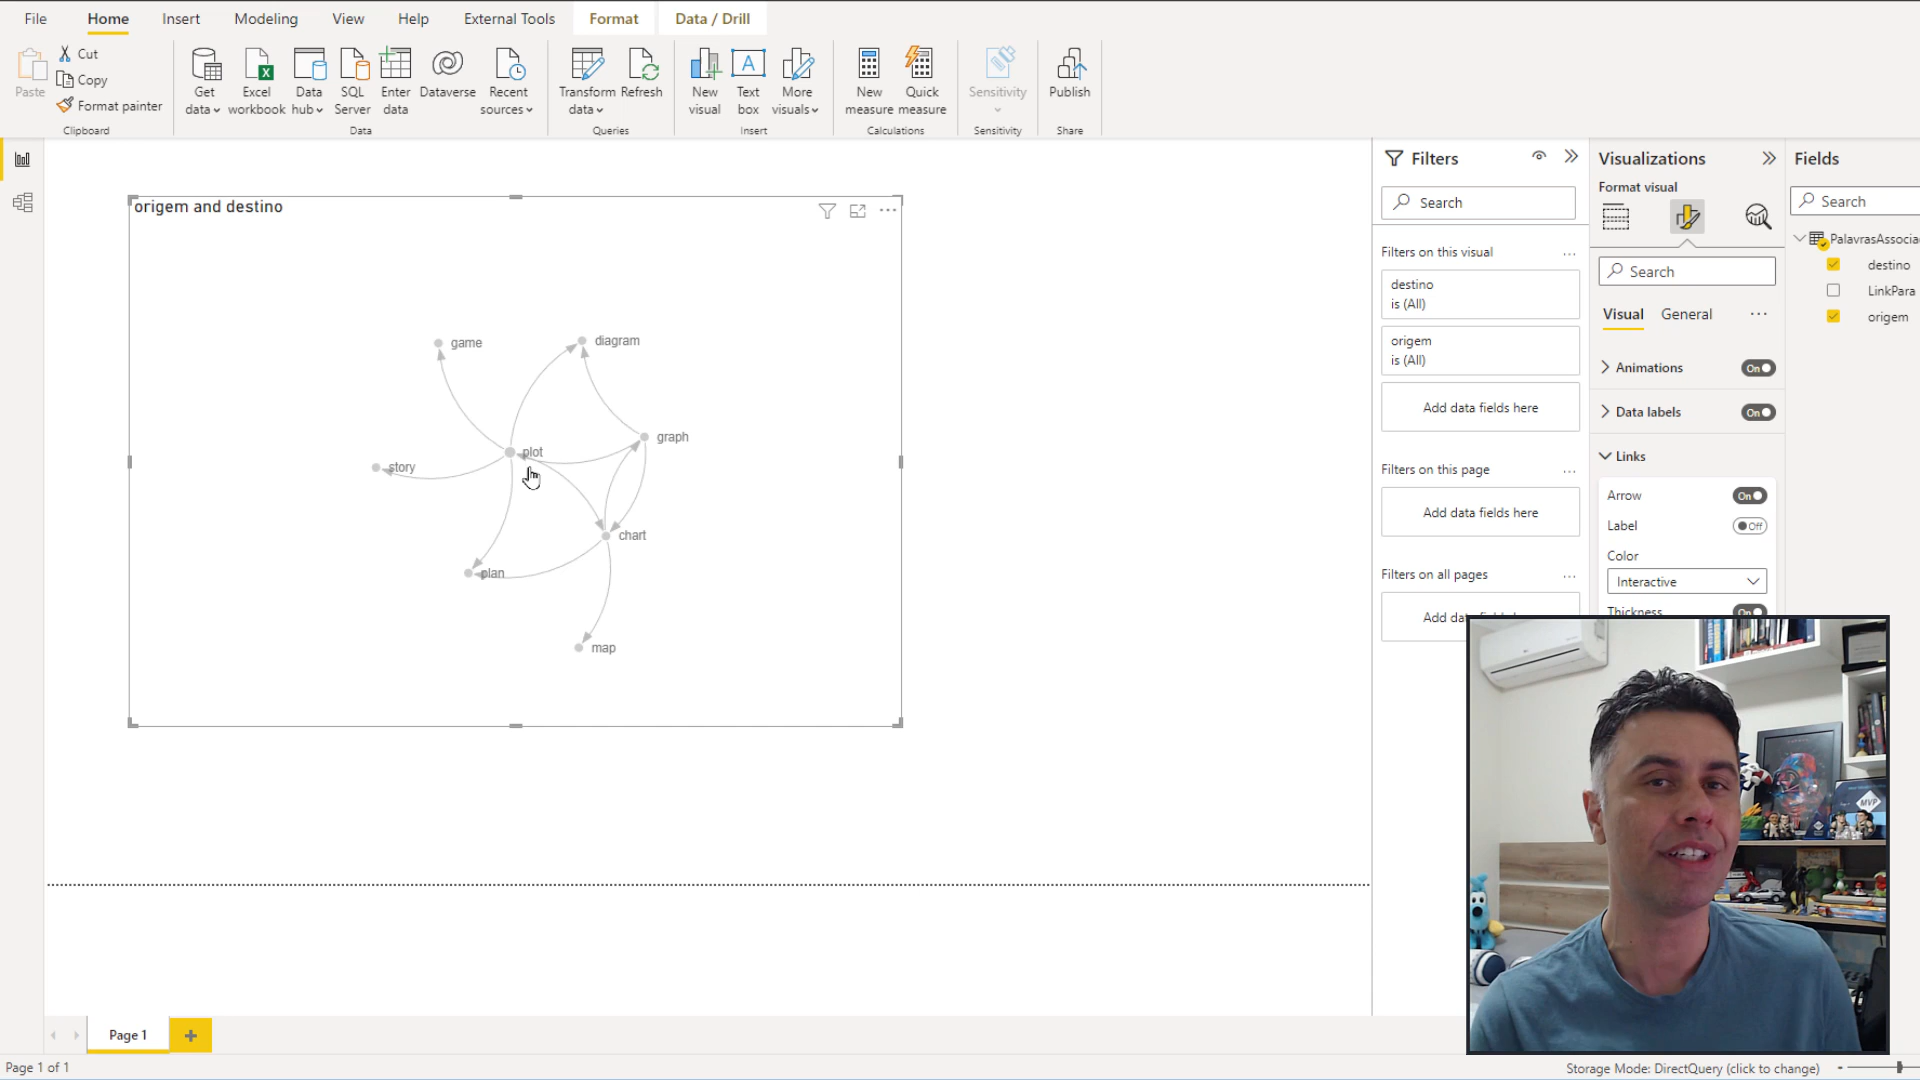 File
Home
Insert
Modeling
View
Help
External Tools
Format
Data / Drill
Paste
Cut
Copy
Format painter
Clipboard
Get
data
Excel
workbook
Data
hub
SQL
Server
Enter
data
Dataverse
Recent
sources
Data
Transform
data
Refresh
Queries
New
visual
Text
box
More
visuals
Insert
New
measure
Quick
measure
Calculations
Sensitivity
Sensitivity
Publish
Share
origem and destino
game
diagram
graph
plot
story
chart
plan
map
Filters
Search
Filters on this visual
destino
is (All)
origem
is (All)
Add data fields here
Filters on this page
Add data fields here
Filters on all pages
Visualizations
Format visual
Search
Visual
General
Animations
On
Data labels
On
Links
Arrow
On
Label
Off
Color
Interactive
Thickness
On
Fields
Search
PalavrasAssocia
destino
LinkPara
origem
MVP
Page 1
Page 1 of 1
Storage Mode: DirectQuery (click to change)